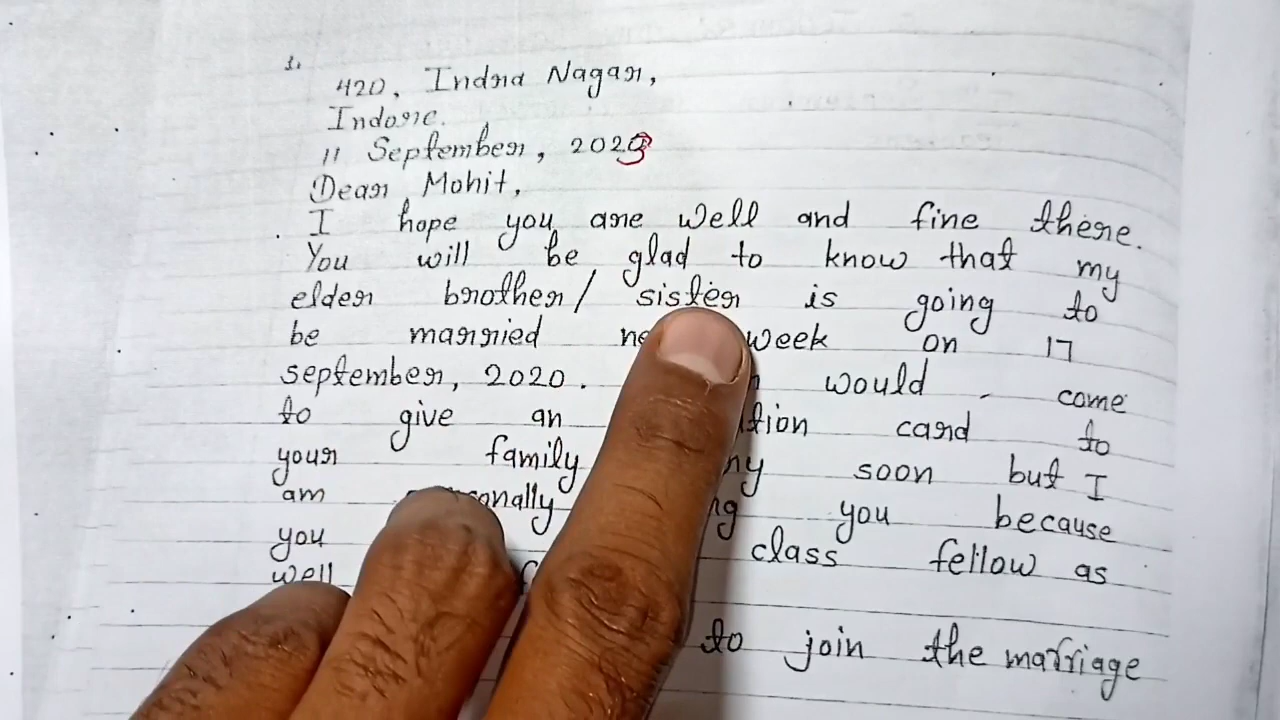 1.
420, Indra Nagar,
Indore.
11 September, 2023
Dear Mohit,
I hope you are well and fine there.
You will be glad to know that my
elder brother/ sister is going to
be married week on 17
september, 2020. would come
to give an card to
your family soon but I
am you because
you class fellow as
well
to join the marriage